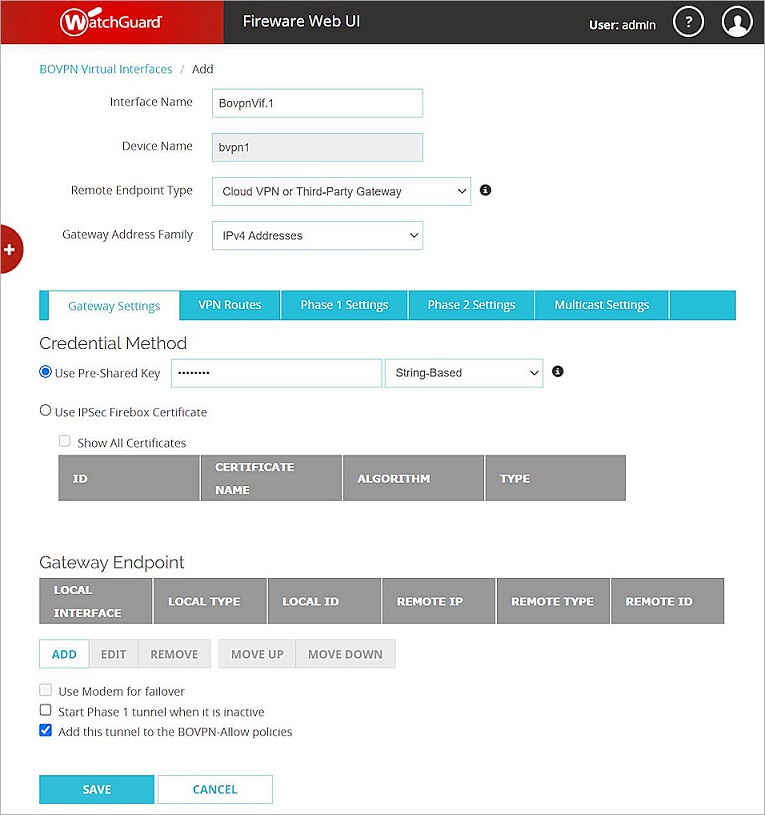 WatchGuard Fireware Web UI User: admin ?
BOVPN Virtual Interfaces / Add
Interface Name BovpnVif.1
Device Name bvpn1
Remote Endpoint Type Cloud VPN or Third-Party Gateway
Gateway Address Family IPv4 Addresses
Gateway Settings VPN Routes Phase 1 Settings Phase 2 Settings Multicast Settings
Credential Method
Use Pre-Shared Key •••••••• String-Based
Use IPSec Firebox Certificate
Show All Certificates
ID CERTIFICATE NAME ALGORITHM TYPE
Gateway Endpoint
LOCAL INTERFACE LOCAL TYPE LOCAL ID REMOTE IP REMOTE TYPE REMOTE ID
ADD EDIT REMOVE MOVE UP MOVE DOWN
Use Modem for failover
Start Phase 1 tunnel when it is inactive
Add this tunnel to the BOVPN-Allow policies
SAVE CANCEL